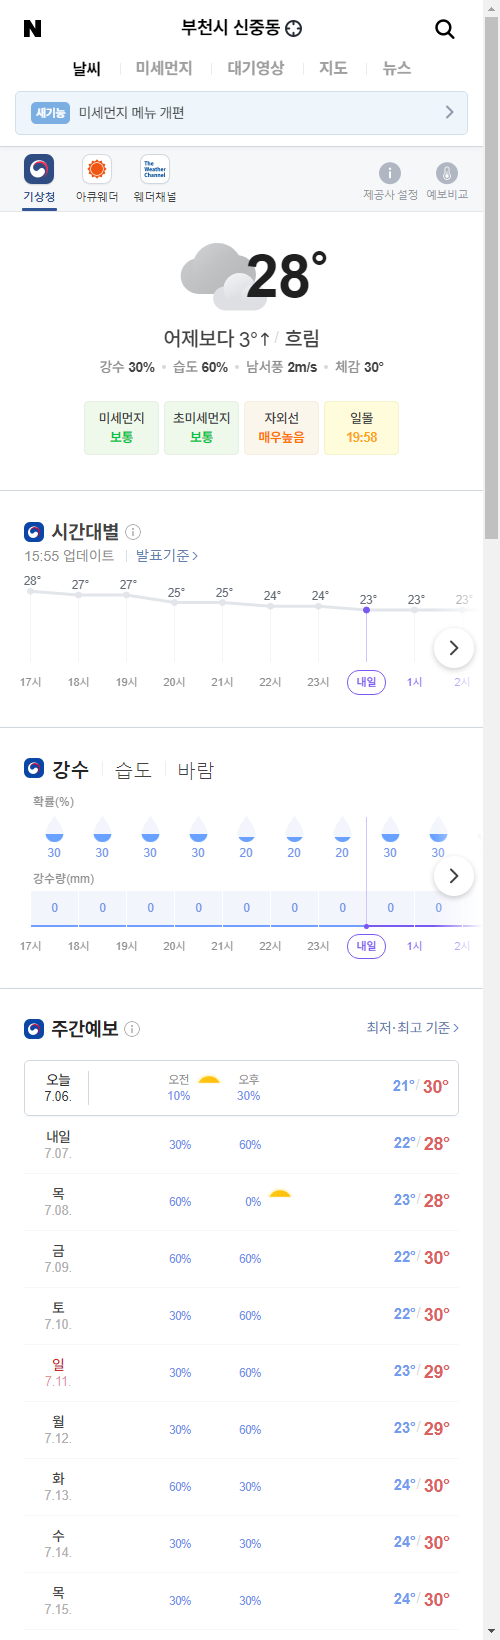 N 부천시 신중동
날씨 미세먼지 대기영상 지도 뉴스
새기능 미세먼지 메뉴 개편
The Weather Channel
기상청 아큐웨더 웨더채널 제공사 설정 예보비교
28°
어제보다 3°↑ / 흐림
강수 30% 습도 60% 남서풍 2m/s 체감 30°
미세먼지 초미세먼지 자외선 일몰
보통 보통 매우높음 19:58
시간대별
15:55 업데이트 발표기준 >
28° 27° 27° 25° 25° 24° 24° 23° 23° 23°
17시 18시 19시 20시 21시 22시 23시 내일 1시 2시
강수 습도 바람
확률(%)
30 30 30 30 20 20 20 30 30
강수량(mm)
0 0 0 0 0 0 0 0 0
17시 18시 19시 20시 21시 22시 23시 내일 1시 2시
주간예보 최저·최고 기준 >
오늘 오전 오후 21° / 30°
7.06. 10% 30%
내일 30% 60% 22° / 28°
7.07.
목 60% 0% 23° / 28°
7.08.
금 60% 60% 22° / 30°
7.09.
토 30% 60% 22° / 30°
7.10.
일 30% 60% 23° / 29°
7.11.
월 30% 60% 23° / 29°
7.12.
화 60% 30% 24° / 30°
7.13.
수 30% 30% 24° / 30°
7.14.
목 30% 30% 24° / 30°
7.15.